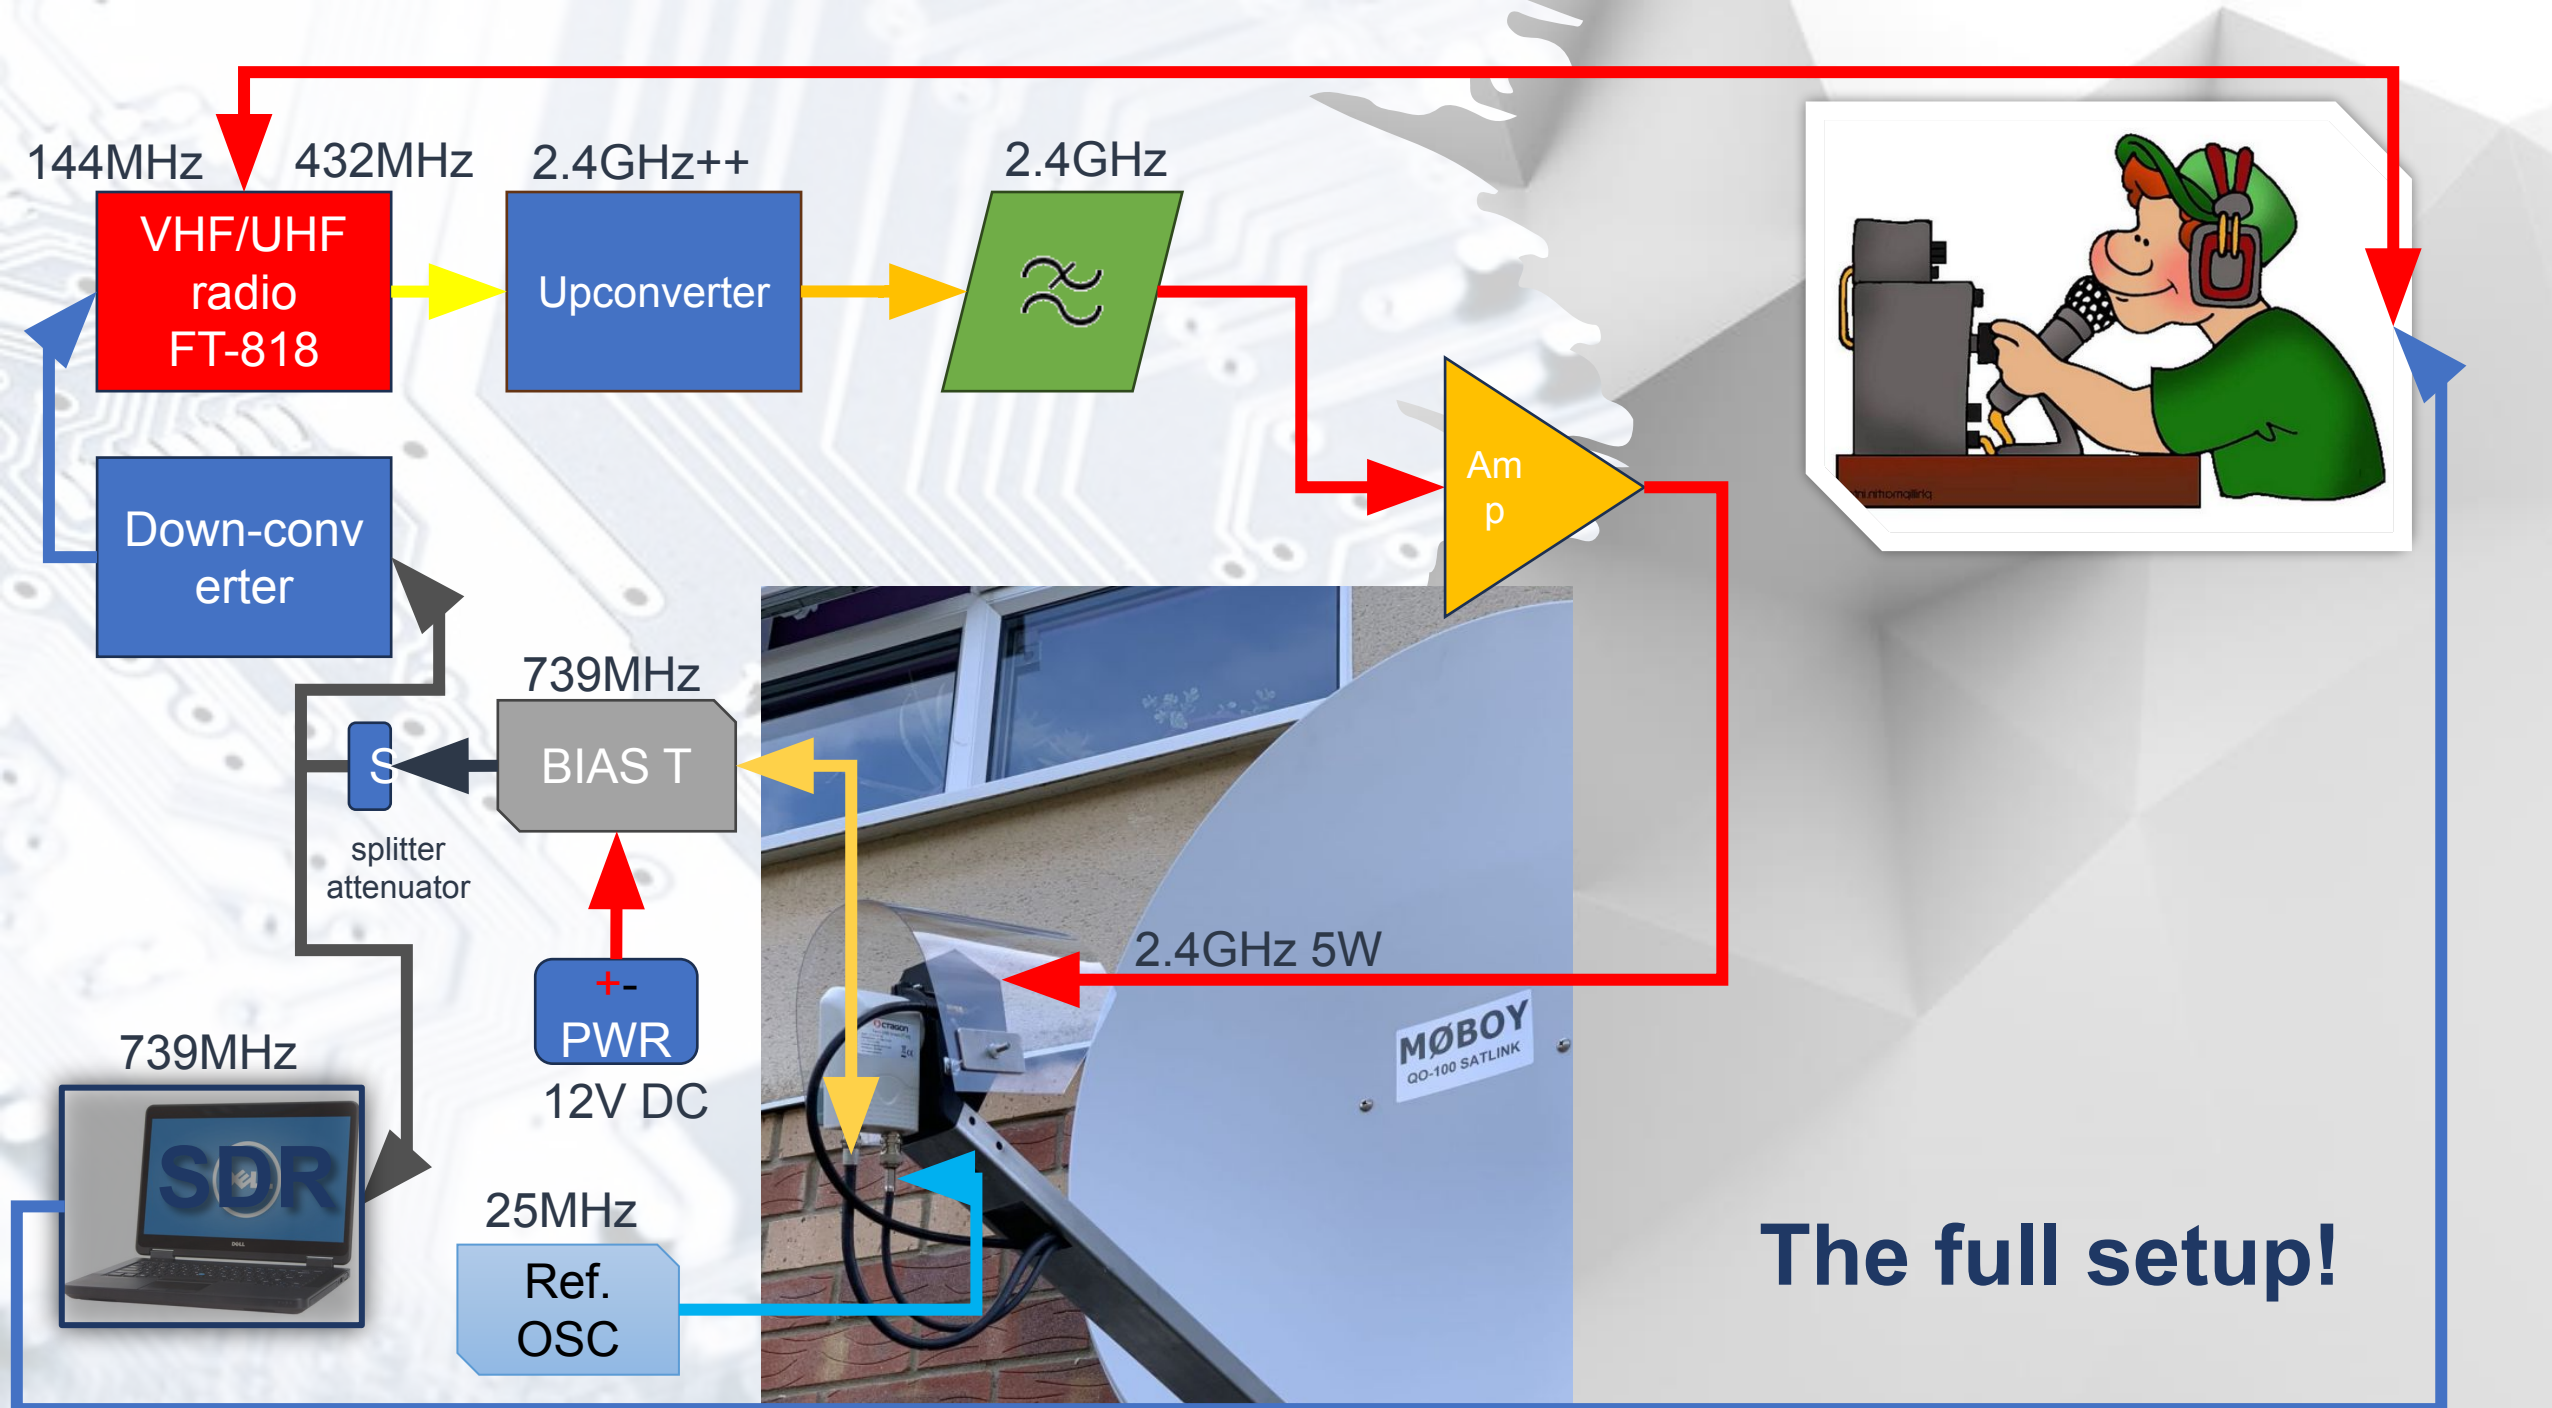 144MHz
432MHz
2.4GHz++
2.4GHz
VHF/UHF
radio
FT-818
Upconverter
Am
p
Down-conv
erter
739MHz
S
BIAS T
splitter
attenuator
+-
PWR
12V DC
2.4GHz 5W
MØBOY
QO-100 SATLINK
OCTAGON
739MHz
SDR
DELL
25MHz
Ref.
OSC
The full setup!